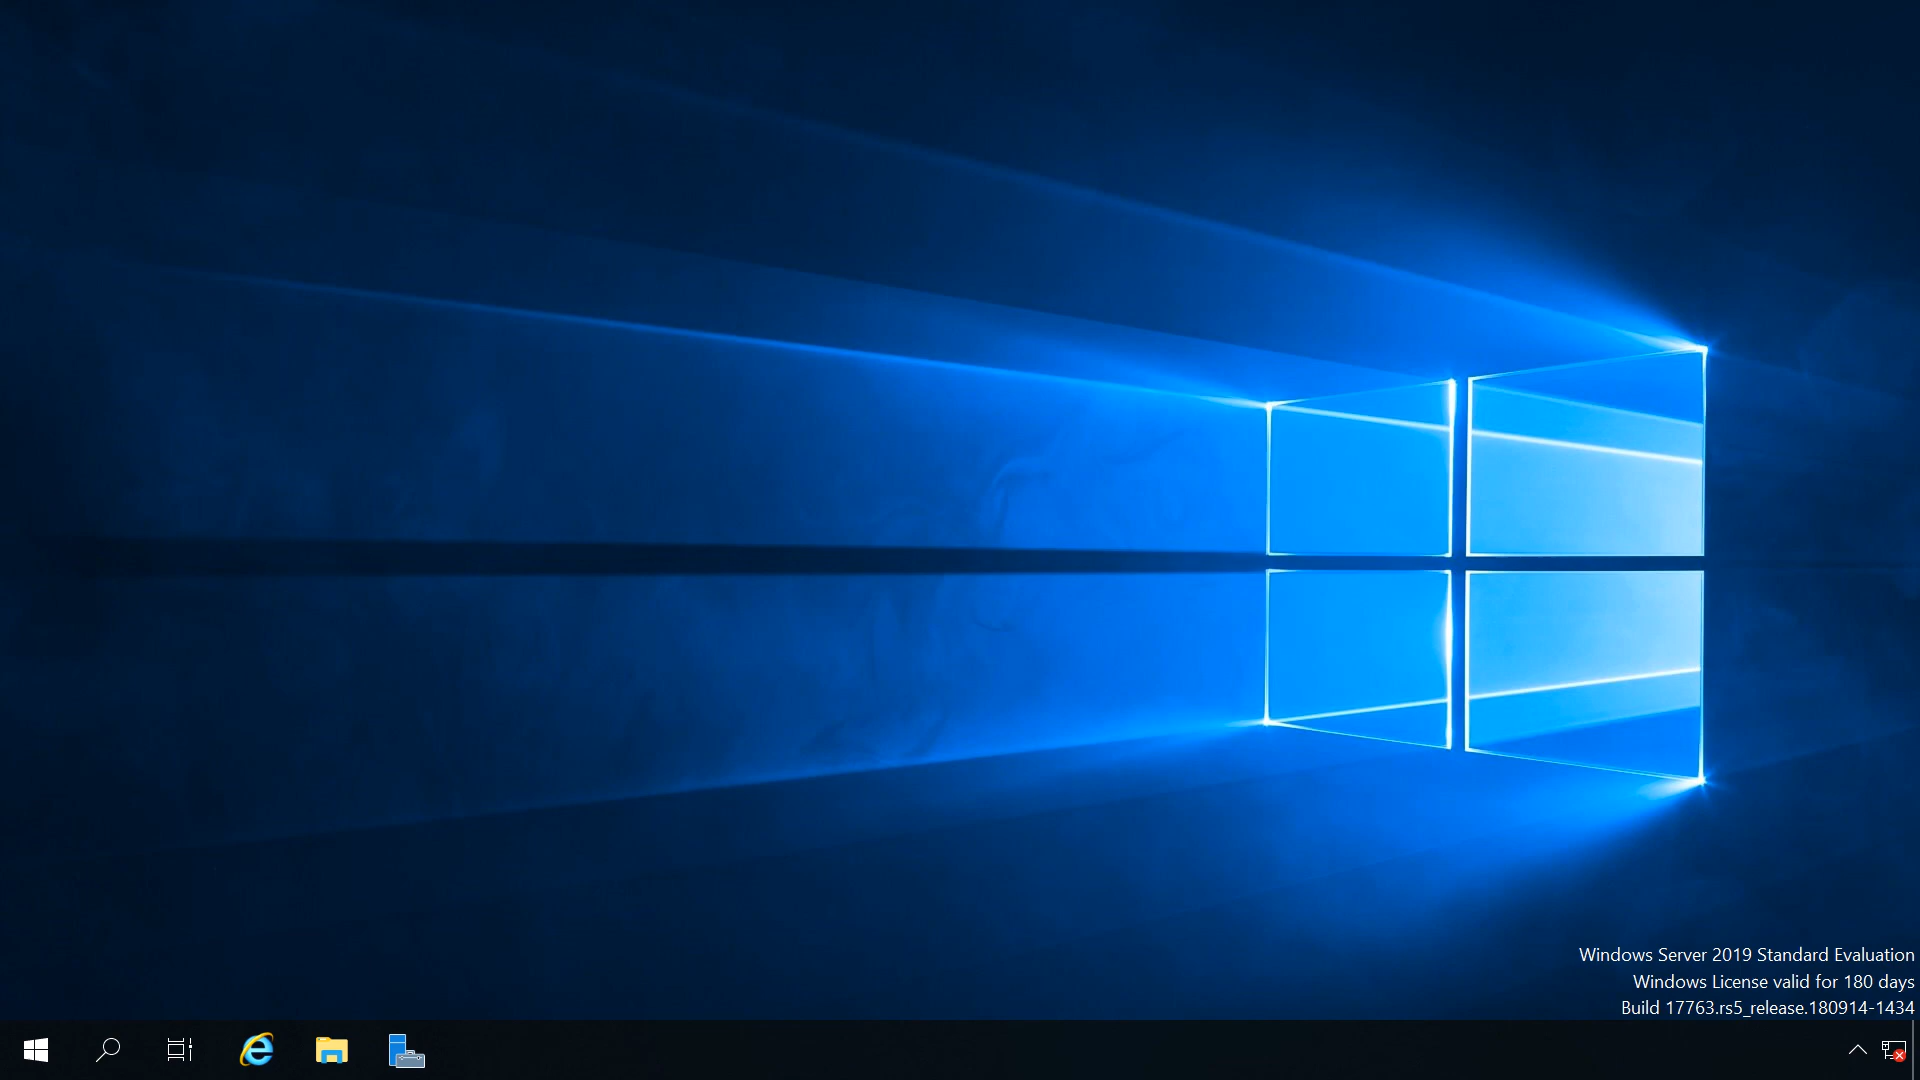 Windows Server 2019 Standard Evaluation
Windows License valid for 180 days
Build 17763.rs5_release.180914-1434